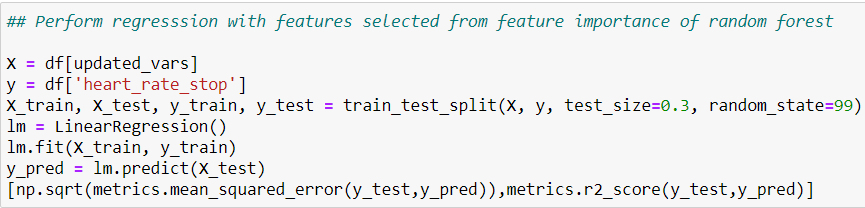 ## Perform regresssion with features selected from feature importance of random forest
X = df[updated_vars]
y = df['heart_rate_stop']
X_train, X_test, y_train, y_test = train_test_split(X, y, test_size=0.3, random_state=99)
lm = LinearRegression()
lm.fit(X_train, y_train)
y_pred = lm.predict(X_test)
[np.sqrt(metrics.mean_squared_error(y_test,y_pred)),metrics.r2_score(y_test,y_pred)]